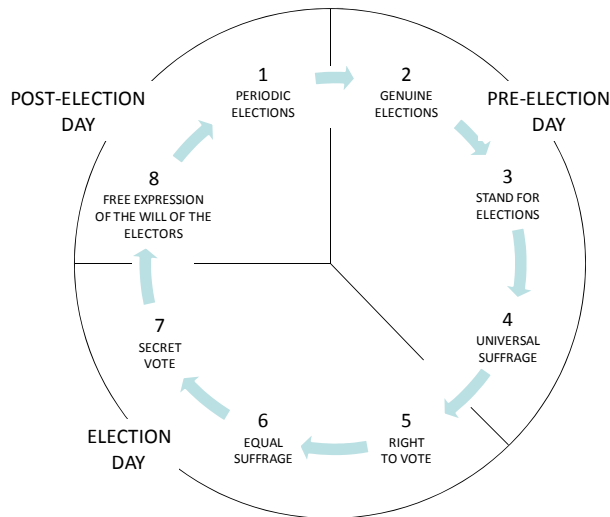 POST-ELECTION
DAY
PRE-ELECTION
DAY
ELECTION
DAY
1
PERIODIC
ELECTIONS
2
GENUINE
ELECTIONS
3
STAND FOR
ELECTIONS
4
UNIVERSAL
SUFFRAGE
5
RIGHT
TO VOTE
6
EQUAL
SUFFRAGE
7
SECRET
VOTE
8
FREE EXPRESSION
OF THE WILL OF THE
ELECTORS